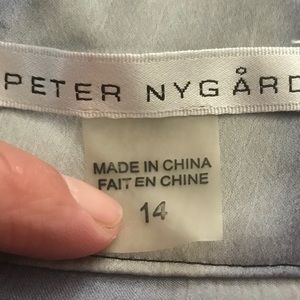 PETER NYGÅRD
MADE IN CHINA
FAIT EN CHINE
14